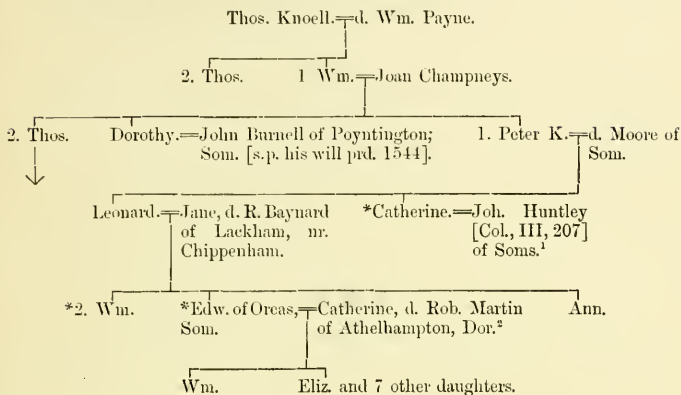 Thos. Knoell.=d. Wm. Payne.
2. Thos. 1 Wm.=Joan Champneys.
2. Thos. Dorothy.=John Burnell of Poyntington; 1. Peter K.=d. Moore of
Som. [s.p. his will prd. 1544]. Som.
Leonard.=Jane, d. R. Baynard *Catherine.=Joh. Huntley
of Lackham, nr. [Col., III, 207]
Chippenham. of Soms.¹
*2. Wm. *Edw. of Orcas,=Catherine, d. Rob. Martin Ann.
Som. of Athelhampton, Dor.²
Wm. Eliz. and 7 other daughters.